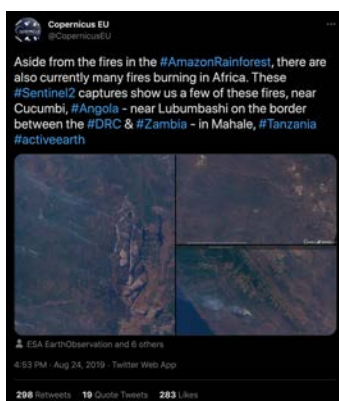 Copernicus EU
@CopernicusEU
Aside from the fires in the #AmazonRainforest, there are
also currently many fires burning in Africa. These
#Sentinel2 captures show us a few of these fires, near
Cucumbi, #Angola - near Lubumbashi on the border
between the #DRC & #Zambia - in Mahale, #Tanzania
#activeearth
ESA EarthObservation and 6 others
4:53 PM · Aug 24, 2019 · Twitter Web App
298 Retweets 19 Quote Tweets 283 Likes